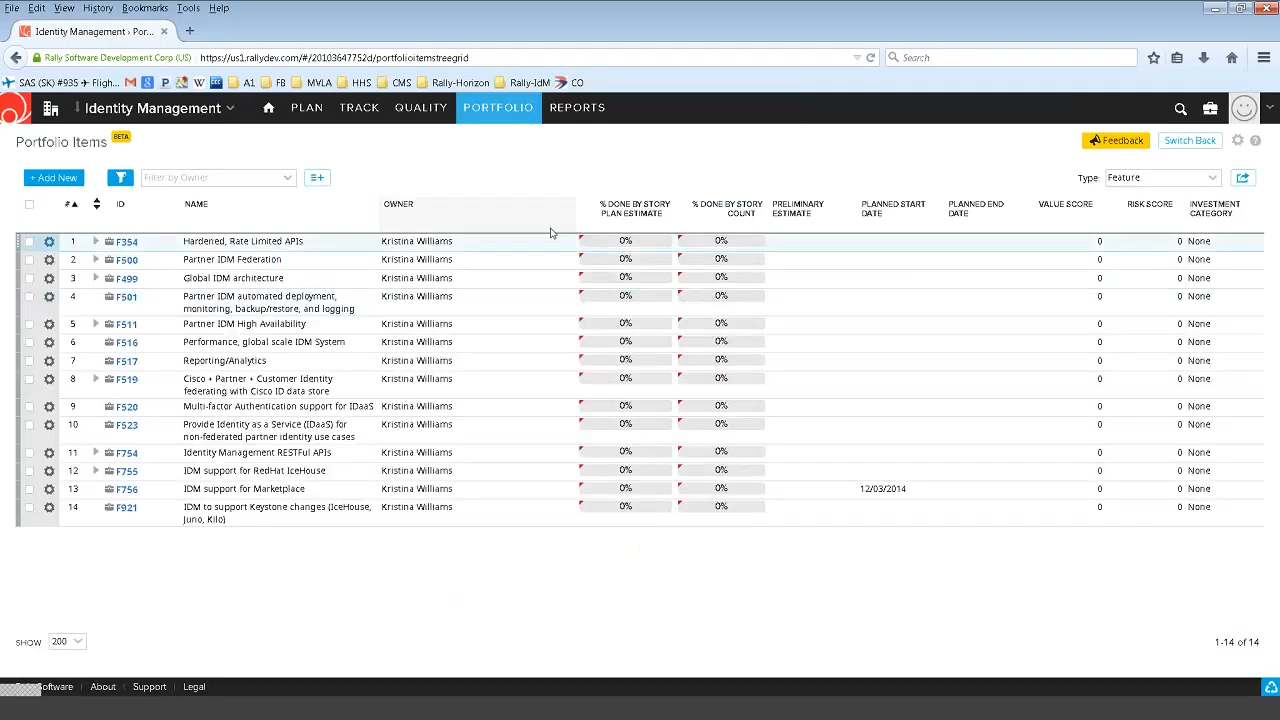 File Edit View History Bookmarks Tools Help
Identity Management › Por...
Rally Software Development Corp (US) https://us1.rallydev.com/#/20103647752d/portfolioitemstreegrid Search
SAS (SK) #935 ✈ Fligh... A1 FB MVLA HHS CMS Rally-Horizon Rally-IdM CO
Identity Management PLAN TRACK QUALITY PORTFOLIO REPORTS
Portfolio Items BETA Feedback Switch Back
+ Add New Filter by Owner Type: Feature
# ID NAME OWNER % DONE BY STORY PLAN ESTIMATE % DONE BY STORY COUNT PRELIMINARY ESTIMATE PLANNED START DATE PLANNED END DATE VALUE SCORE RISK SCORE INVESTMENT CATEGORY
1 F354 Hardened, Rate Limited APIs Kristina Williams 0% 0% 0 0 None
2 F500 Partner IDM Federation Kristina Williams 0% 0% 0 0 None
3 F499 Global IDM architecture Kristina Williams 0% 0% 0 0 None
4 F501 Partner IDM automated deployment, Kristina Williams 0% 0% 0 0 None
monitoring, backup/restore, and logging
5 F511 Partner IDM High Availability Kristina Williams 0% 0% 0 0 None
6 F516 Performance, global scale IDM System Kristina Williams 0% 0% 0 0 None
7 F517 Reporting/Analytics Kristina Williams 0% 0% 0 0 None
8 F519 Cisco + Partner + Customer Identity Kristina Williams 0% 0% 0 0 None
federating with Cisco ID data store
9 F520 Multi-factor Authentication support for IDaaS Kristina Williams 0% 0% 0 0 None
10 F523 Provide Identity as a Service (IDaaS) for Kristina Williams 0% 0% 0 0 None
non-federated partner identity use cases
11 F754 Identity Management RESTFul APIs Kristina Williams 0% 0% 0 0 None
12 F755 IDM support for RedHat IceHouse Kristina Williams 0% 0% 0 0 None
13 F756 IDM support for Marketplace Kristina Williams 0% 0% 12/03/2014 0 0 None
14 F921 IDM to support Keystone changes (IceHouse, Kristina Williams 0% 0% 0 0 None
Juno, Kilo)
SHOW 200 1-14 of 14
Software About Support Legal